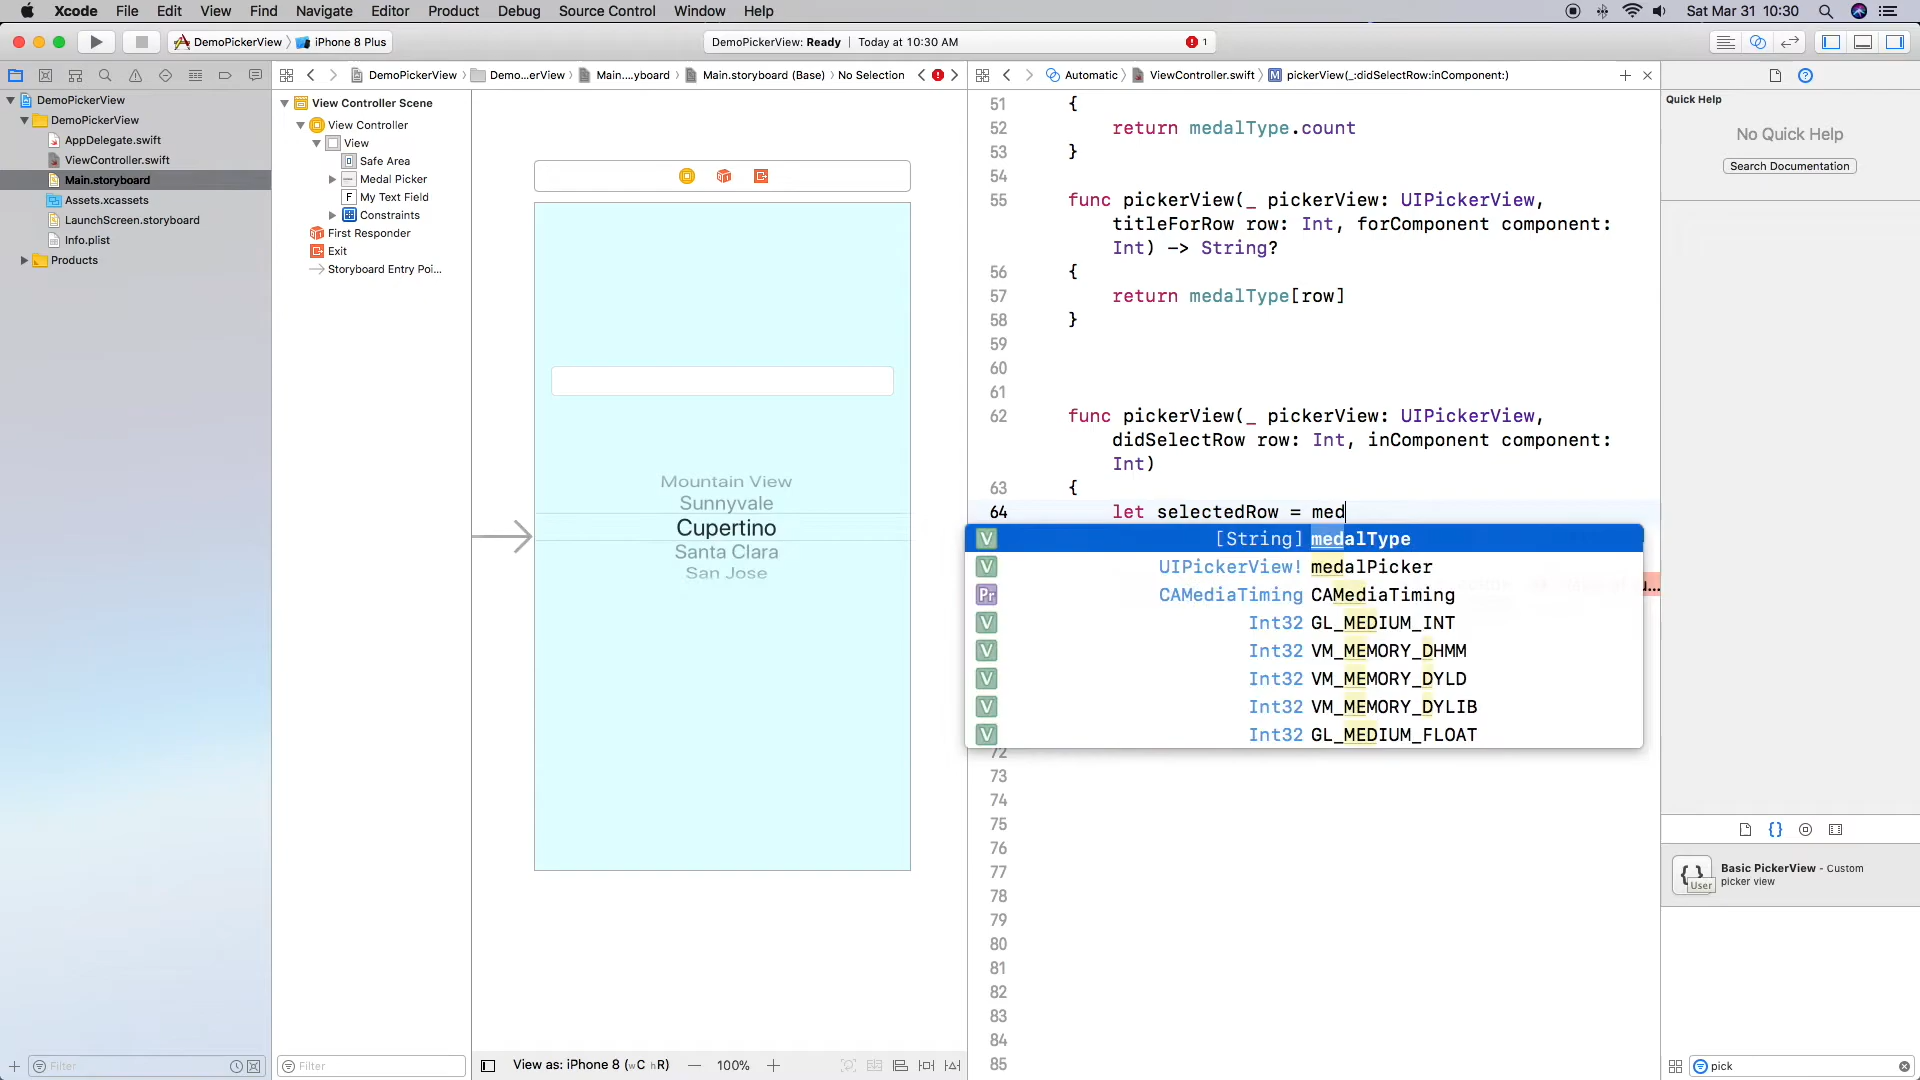 Xcode File Edit View Find Navigate Editor Product Debug Source Control Window Help
Sat Mar 31 10:30
DemoPickerView iPhone 8 Plus
DemoPickerView: Ready | Today at 10:30 AM
1
DemoPickerView Demo...erView Main....yboard Main.storyboard (Base) No Selection
Automatic ViewController.swift pickerView(_:didSelectRow:inComponent:)
DemoPickerView
DemoPickerView
AppDelegate.swift
ViewController.swift
Main.storyboard
Assets.xcassets
LaunchScreen.storyboard
Info.plist
Products
Filter
View Controller Scene
View Controller
View
Safe Area
Medal Picker
F My Text Field
Constraints
First Responder
Exit
Storyboard Entry Poi...
Filter
Mountain View
Sunnyvale
Cupertino
Santa Clara
San Jose
View as: iPhone 8 (wC hR)
— 100% +
51 {
52 return medalType.count
53 }
54
55 func pickerView(_ pickerView: UIPickerView,
titleForRow row: Int, forComponent component:
Int) -> String?
56 {
57 return medalType[row]
58 }
59
60
61
62 func pickerView(_ pickerView: UIPickerView,
didSelectRow row: Int, inComponent component:
Int)
63 {
64 let selectedRow = med
V [String] medalType
V UIPickerView! medalPicker
Pr CAMediaTiming CAMediaTiming
V Int32 GL_MEDIUM_INT
V Int32 VM_MEMORY_DHMM
V Int32 VM_MEMORY_DYLD
V Int32 VM_MEMORY_DYLIB
V Int32 GL_MEDIUM_FLOAT
72
73
74
75
76
77
78
79
80
81
82
83
84
85
Quick Help
No Quick Help
Search Documentation
{ }
User
Basic PickerView - Custom
picker view
pick